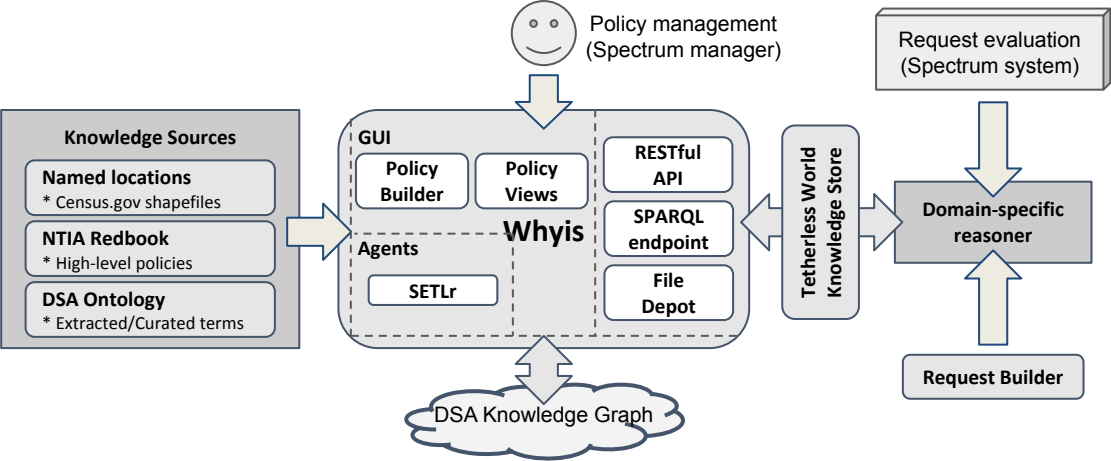 Policy management
(Spectrum manager)
Request evaluation
(Spectrum system)
Knowledge Sources
Named locations
* Census.gov shapefiles
NTIA Redbook
* High-level policies
DSA Ontology
* Extracted/Curated terms
GUI
Policy
Builder
Policy
Views
Whyis
Agents
SETLr
RESTful
API
SPARQL
endpoint
File
Depot
Tetherless World
Knowledge Store
Domain-specific
reasoner
Request Builder
DSA Knowledge Graph